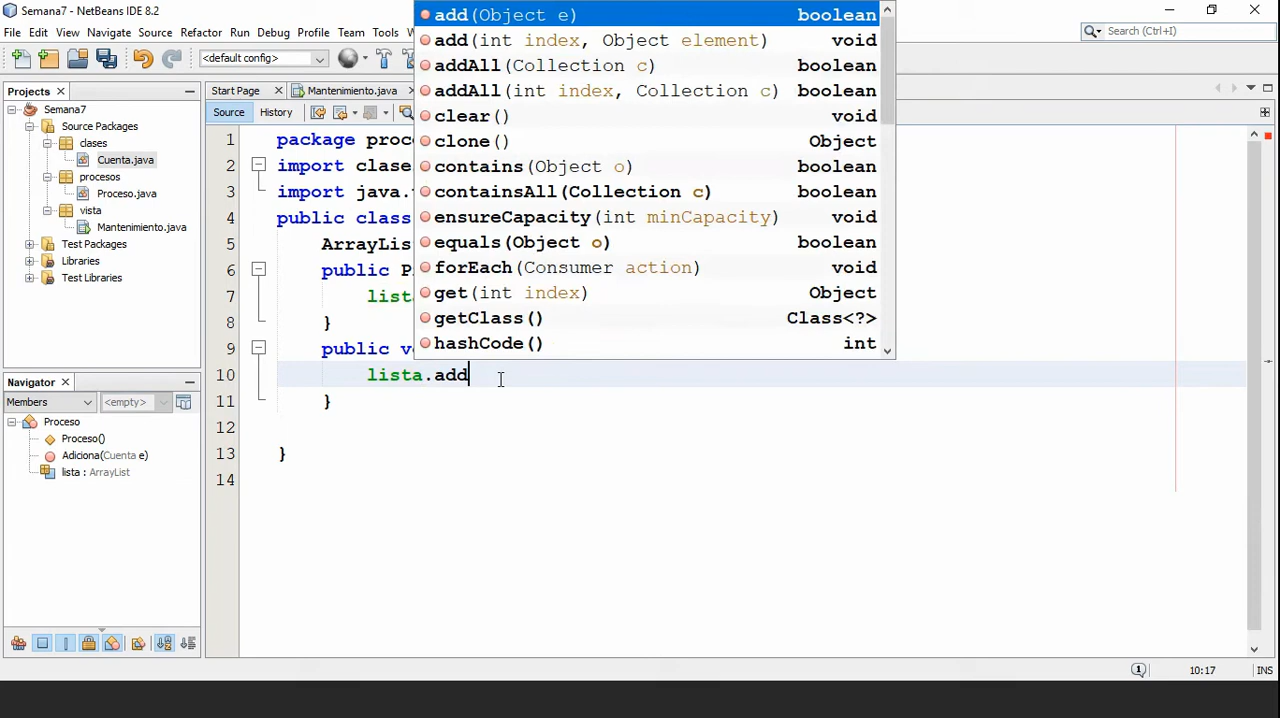 Semana7 - NetBeans IDE 8.2
File Edit View Navigate Source Refactor Run Debug Profile Team Tools
Search (Ctrl+I)
<default config>
Projects
Semana7
Source Packages
clases
Cuenta.java
procesos
Proceso.java
vista
Mantenimiento.java
Test Packages
Libraries
Test Libraries
Navigator
Members <empty>
Proceso
Proceso()
Adiciona(Cuenta e)
lista : ArrayList
Start Page Mantenimiento.java
Source History
1 package proce
2 import clase
3 import java.
4 public class
5 ArrayLis
6 public P
7 lista
8 }
9 public v
10 lista.add
11 }
12
13 }
14
add(Object e) boolean
add(int index, Object element) void
addAll(Collection c) boolean
addAll(int index, Collection c) boolean
clear() void
clone() Object
contains(Object o) boolean
containsAll(Collection c) boolean
ensureCapacity(int minCapacity) void
equals(Object o) boolean
forEach(Consumer action) void
get(int index) Object
getClass() Class<?>
hashCode() int
1 10:17 INS